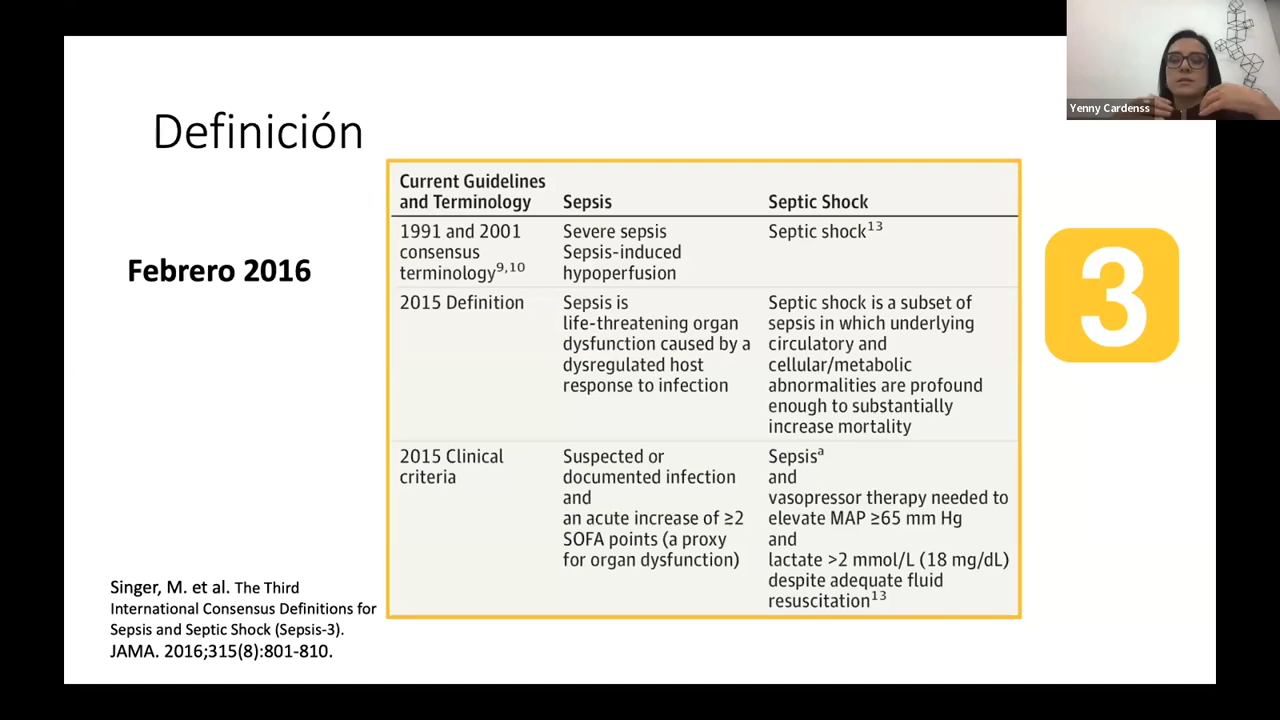 Yenny Cardenss
Definición
Febrero 2016
Current Guidelines
and Terminology
Sepsis
Septic Shock
1991 and 2001
consensus
terminology9,10
Severe sepsis
Sepsis-induced
hypoperfusion
Septic shock13
2015 Definition
Sepsis is
life-threatening organ
dysfunction caused by a
dysregulated host
response to infection
Septic shock is a subset of
sepsis in which underlying
circulatory and
cellular/metabolic
abnormalities are profound
enough to substantially
increase mortality
2015 Clinical
criteria
Suspected or
documented infection
and
an acute increase of ≥2
SOFA points (a proxy
for organ dysfunction)
Sepsisa
and
vasopressor therapy needed to
elevate MAP ≥65 mm Hg
and
lactate >2 mmol/L (18 mg/dL)
despite adequate fluid
resuscitation13
3
Singer, M. et al. The Third
International Consensus Definitions for
Sepsis and Septic Shock (Sepsis-3).
JAMA. 2016;315(8):801-810.